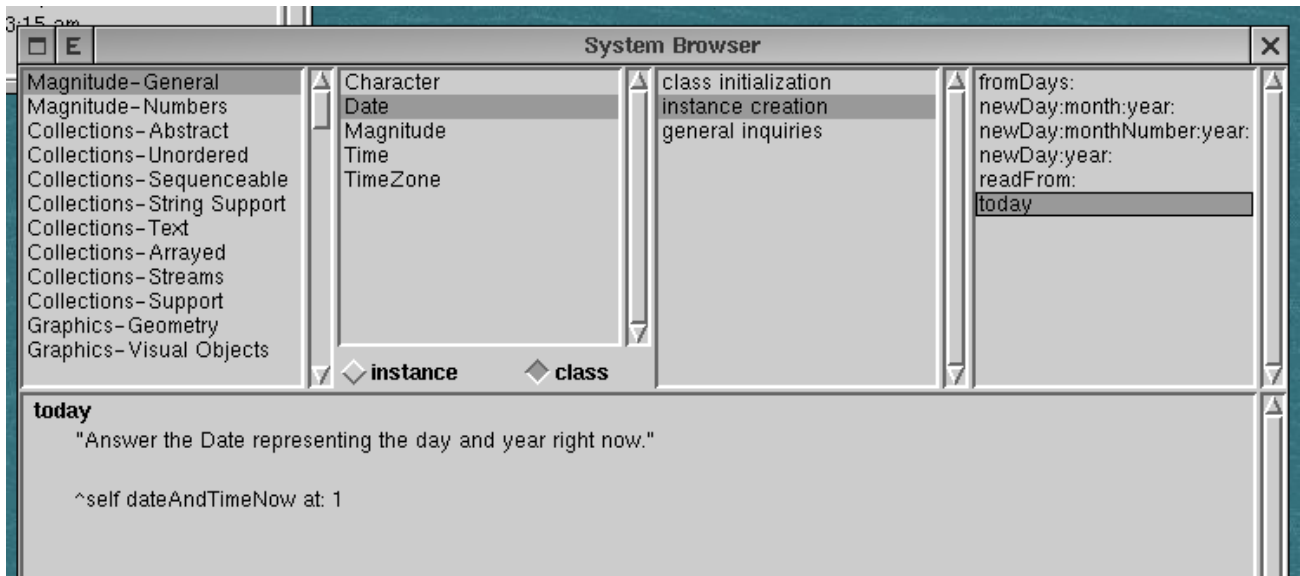 3:15 am
E
System Browser
Magnitude-General
Magnitude-Numbers
Collections-Abstract
Collections-Unordered
Collections-Sequenceable
Collections-String Support
Collections-Text
Collections-Arrayed
Collections-Streams
Collections-Support
Graphics-Geometry
Graphics-Visual Objects
Character
Date
Magnitude
Time
TimeZone
instance
class
class initialization
instance creation
general inquiries
fromDays:
newDay:month:year:
newDay:monthNumber:year:
newDay:year:
readFrom:
today
today
"Answer the Date representing the day and year right now."
^self dateAndTimeNow at: 1